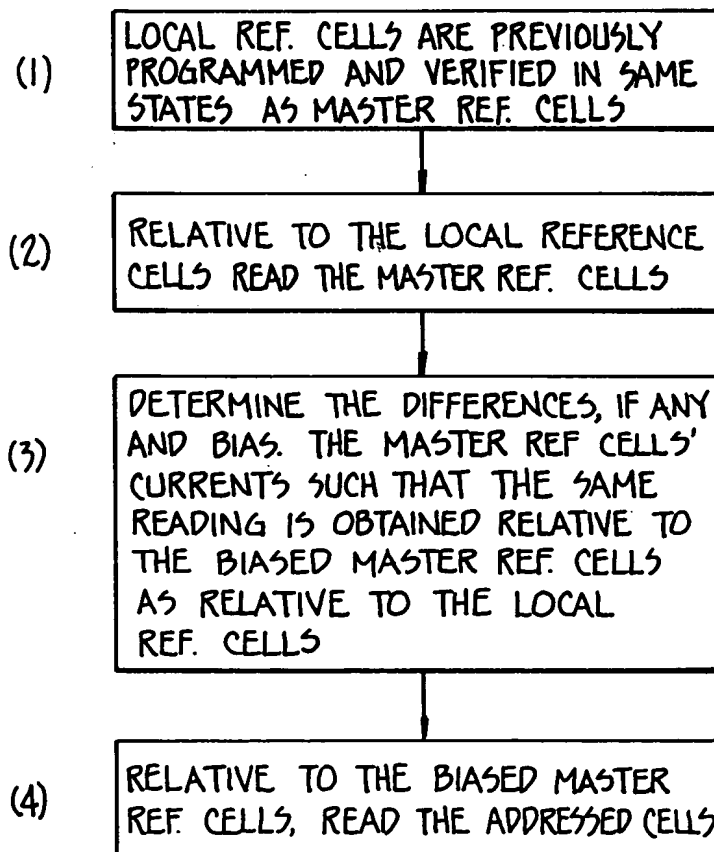 (1)
LOCAL REF. CELLS ARE PREVIOUSLY
PROGRAMMED AND VERIFIED IN SAME
STATES AS MASTER REF. CELLS
(2)
RELATIVE TO THE LOCAL REFERENCE
CELLS READ THE MASTER REF. CELLS
(3)
DETERMINE THE DIFFERENCES, IF ANY
AND BIAS. THE MASTER REF CELLS'
CURRENTS SUCH THAT THE SAME
READING IS OBTAINED RELATIVE TO
THE BIASED MASTER REF. CELLS
AS RELATIVE TO THE LOCAL
REF. CELLS
(4)
RELATIVE TO THE BIASED MASTER
REF. CELLS, READ THE ADDRESSED CELLS